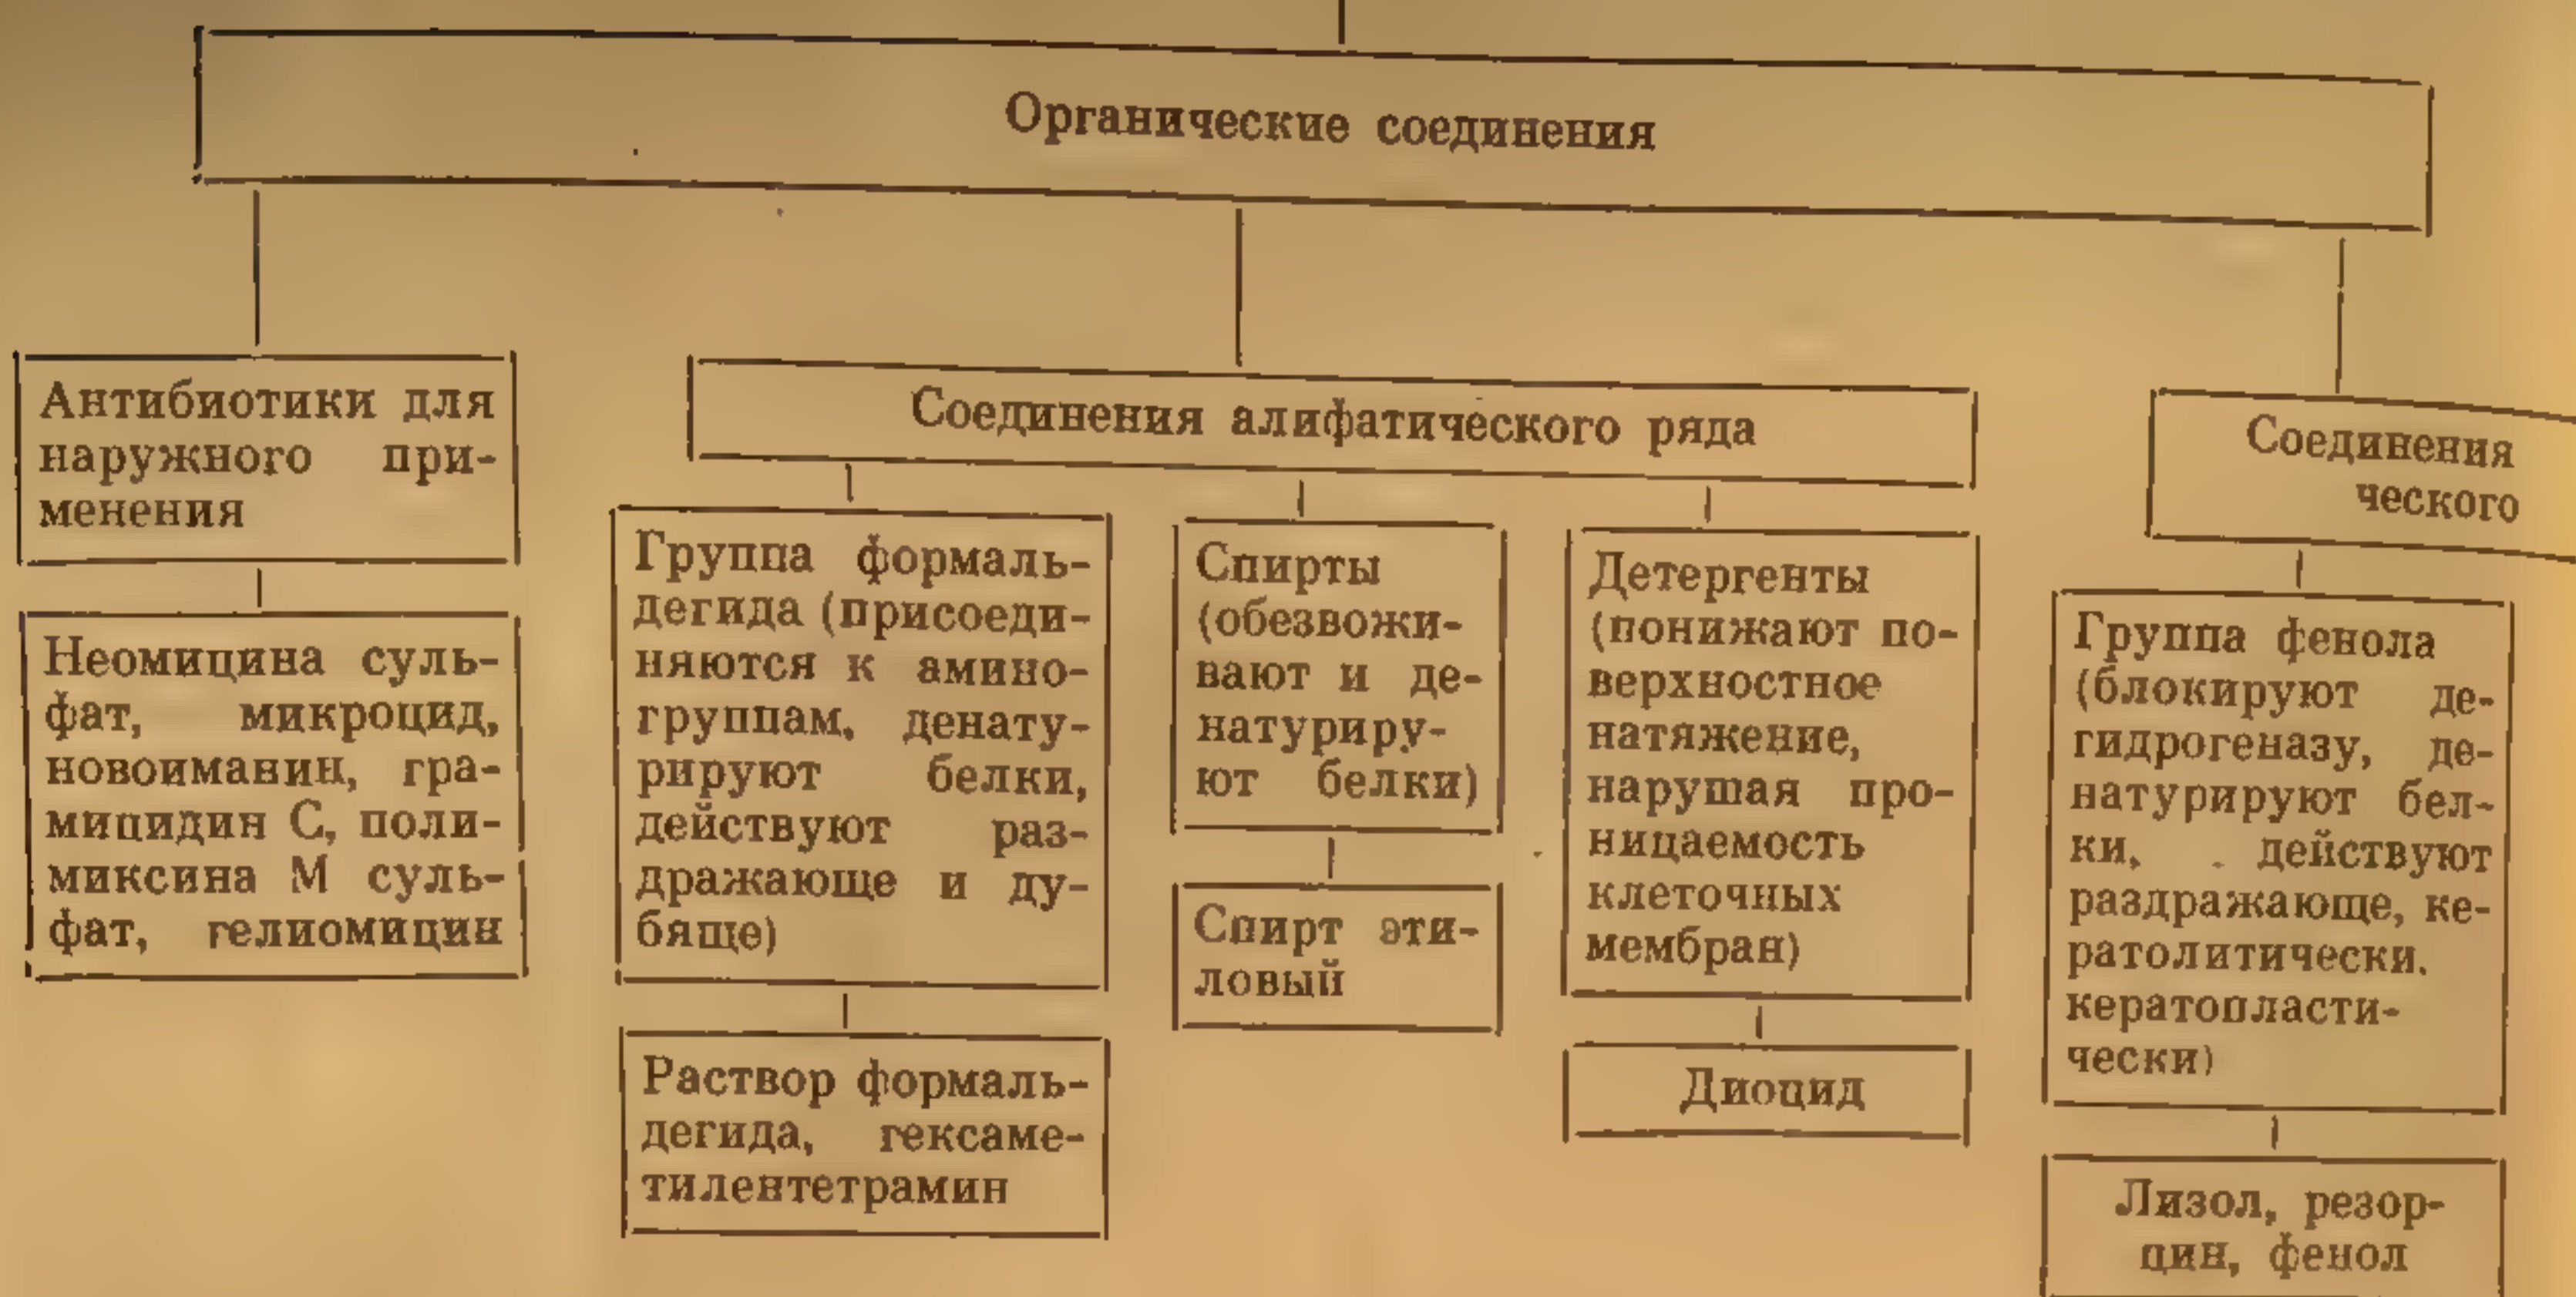 Органические соединения
Антибиотики для
наружного при-
менения
Неомицина суль-
фат, микроцид,
новоиманин, гра-
мицидин С, поли-
миксина М суль-
фат, гелиомицин
Соединения алифатического ряда
Группа формаль-
дегида (присоеди-
няются к амино-
группам, денату-
рируют белки,
действуют раз-
дражающе и ду-
бяще)
Раствор формаль-
дегида, гексаме-
тилентетрамин
Спирты
(обезвожи-
вают и де-
натуриру-
ют белки)
Спирт эти-
ловый
Детергенты
(понижают по-
верхностное
натяжение,
нарушая про-
ницаемость
клеточных
мембран)
Диоцид
Соединения
ческого
Группа фенола
(блокируют де-
гидрогеназу, де-
натурируют бел-
ки, действуют
раздражающе, ке-
ратолитически,
кератопласти-
чески)
Лизол, резор-
цин, фенол